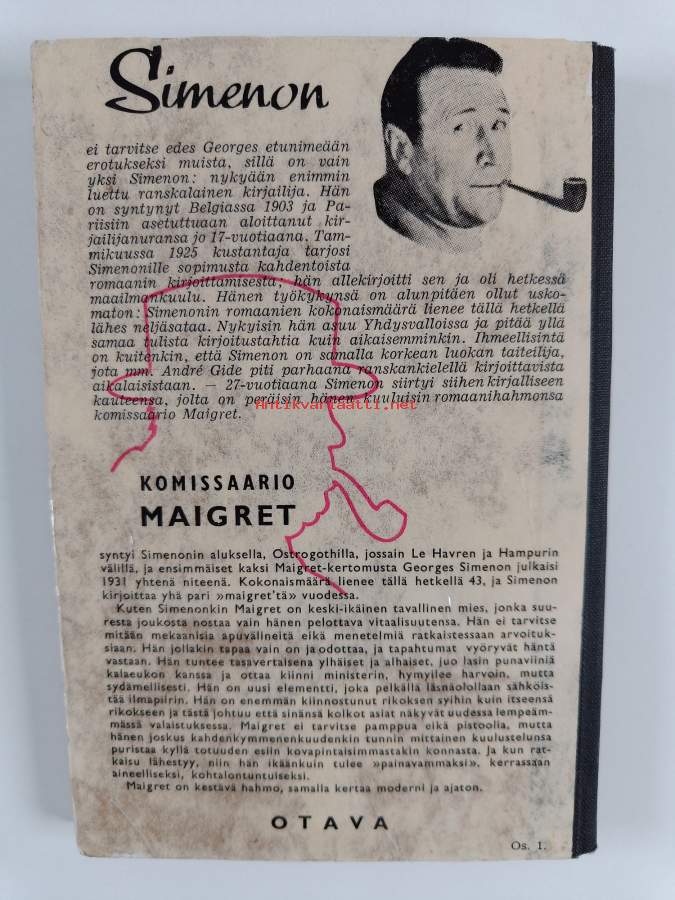 Simenon
ei tarvitse edes Georges etunimeään
erotukseksi muista, sillä on vain
yksi Simenon: nykyään enimmin
luettu ranskalainen kirjailija. Hän
on syntynyt Belgiassa 1903 ja Pa-
riisiin asetuttuaan aloittanut kir-
jailijanuransa jo 17-vuotiaana. Tam-
mikuussa 1925 kustantaja tarjosi
Simenonille sopimusta kahdentoista
romaanin kirjoittamisesta, hän allekirjoitti sen ja oli hetkessä
maailmankuulu. Hänen työkykynsä on alunpitäen ollut usko-
maton: Simenonin romaanien kokonaismäärä lienee tällä hetkellä
lähes neljäsataa. Nykyisin hän asuu Yhdysvalloissa ja pitää yllä
samaa tulista kirjoitustahtia kuin aikaisemminkin. Ihmeellisintä
on kuitenkin, että Simenon on samalla korkean luokan taiteilija,
jota mm. André Gide piti parhaana ranskankielellä kirjoittavista
aikalaisistaan. — 27-vuotiaana Simenon siirtyi siihen kirjalliseen
kauteensa, jolta on peräisin hänen kuuluisin romaanihahmonsa
komissaario Maigret.
Antikvariaatti.net
KOMISSAARIO
MAIGRET
syntyi Simenonin aluksella, Ostrogothilla, jossain Le Havren ja Hampurin
välillä, ja ensimmäiset kaksi Maigret-kertomusta Georges Simenon julkaisi
1931 yhtenä niteenä. Kokonaismäärä lienee tällä hetkellä 43, ja Simenon
kirjoittaa yhä pari »maigret'tä» vuodessa.
Kuten Simenonkin Maigret on keski-ikäinen tavallinen mies, jonka suu-
resta joukosta nostaa vain hänen pelottava vitaalisuutensa. Hän ei tarvitse
mitään mekaanisia apuvälineitä eikä menetelmiä ratkaistessaan arvoituk-
siaan. Hän jollakin tapaa vain on ja odottaa, ja tapahtumat vyöryvät häntä
vastaan. Hän tuntee tasavertaisena ylhäiset ja alhaiset, juo lasin punaviiniä
kalaeukon kanssa ja ottaa kiinni ministerin, hymyilee harvoin, mutta
sydämellisesti. Hän on uusi elementti, joka pelkällä läsnäolollaan sähköis-
tää ilmapiirin. Hän on enemmän kiinnostunut rikoksen syihin kuin itseensä
rikokseen ja tästä johtuu että sinänsä kolkot asiat näkyvät uudessa lempeäm-
mässä valaistuksessa. Maigret ei tarvitse pamppua eikä pistoolia, mutta
hänen joskus kahdenkymmenenkuudenkin tunnin mittainen kuulustelunsa
puristaa kyllä totuuden esiin kovapintaisimmastakin konnasta. Ja kun rat-
kaisu lähestyy, niin hän ikäänkuin tulee »painavammaksi», kerrassaan
aineelliseksi, kohtalontuntuiseksi.
Maigret on kestävä hahmo, samalla kertaa moderni ja ajaton.
OTAVA
Os. 1.